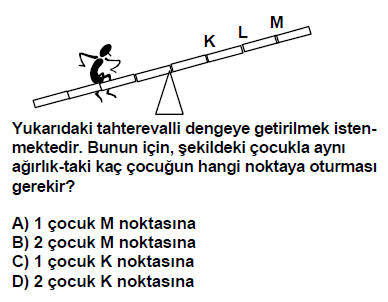 K L M
Yukarıdaki tahterevalli dengeye getirilmek isten-
mektedir. Bunun için, şekildeki çocukla aynı
ağırlık-taki kaç çocuğun hangi noktaya oturması
gerekir?
A) 1 çocuk M noktasına
B) 2 çocuk M noktasına
C) 1 çocuk K noktasına
D) 2 çocuk K noktasına